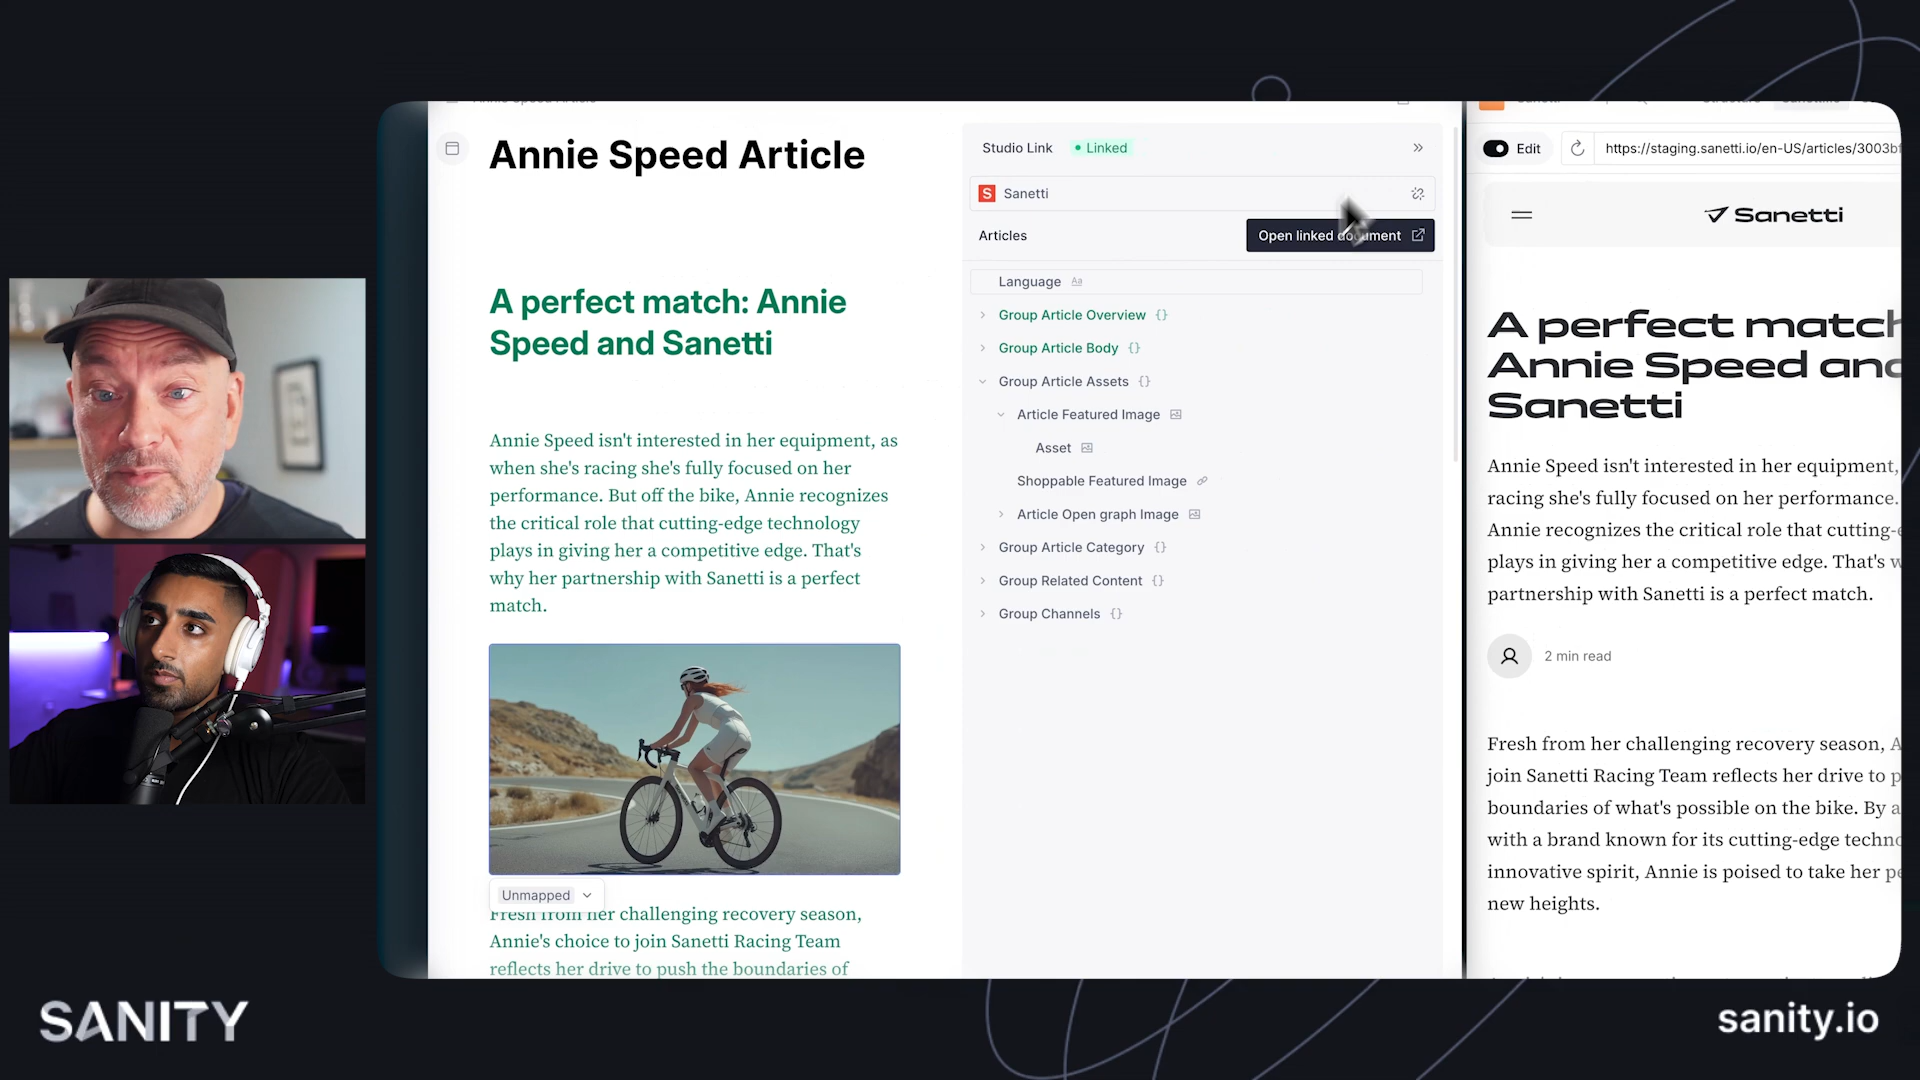 Annie Speed Article
A perfect match: Annie
Speed and Sanetti
Annie Speed isn't interested in her equipment, as
when she's racing she's fully focused on her
performance. But off the bike, Annie recognizes
the critical role that cutting-edge technology
plays in giving her a competitive edge. That's
why her partnership with Sanetti is a perfect
match.
Unmapped
Fresh from her challenging recovery season,
Annie's choice to join Sanetti Racing Team
reflects her drive to push the boundaries of
Studio Link
Linked
S Sanetti
Articles
Open linked document
Language Aa
Group Article Overview {}
Group Article Body {}
Group Article Assets {}
Article Featured Image
Asset
Shoppable Featured Image
Article Open graph Image
Group Article Category {}
Group Related Content {}
Group Channels {}
Edit
https://staging.sanetti.io/en-US/articles/3003b
Sanetti
A perfect match
Annie Speed and
Sanetti
Annie Speed isn't interested in her equipment,
racing she's fully focused on her performance.
Annie recognizes the critical role that cutting-
plays in giving her a competitive edge. That's
partnership with Sanetti is a perfect match.
2 min read
Fresh from her challenging recovery season,
join Sanetti Racing Team reflects her drive to
boundaries of what's possible on the bike. By
with a brand known for its cutting-edge
innovative spirit, Annie is poised to take her
new heights.
SANITY
sanity.io